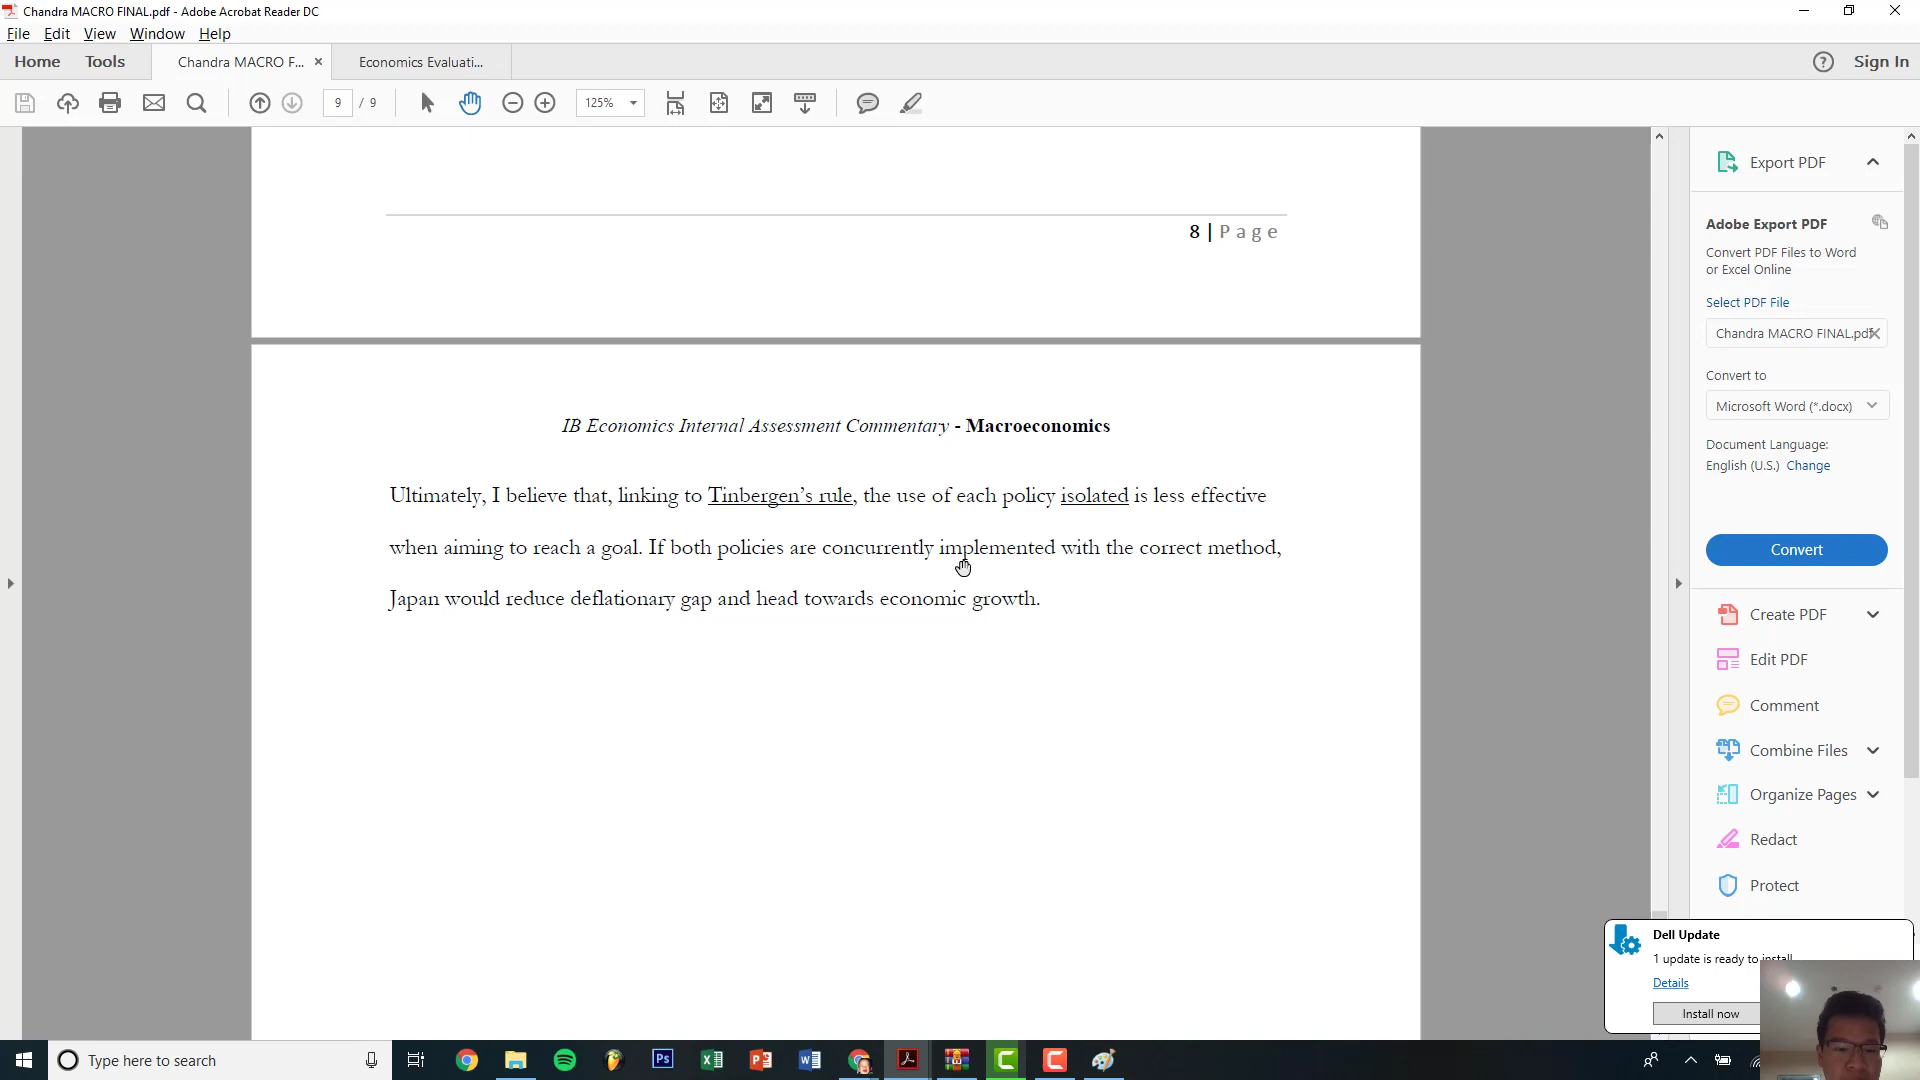 Chandra MACRO FINAL.pdf - Adobe Acrobat Reader DC
File Edit View Window Help
Home Tools Chandra MACRO F... × Economics Evaluati... Sign In
9 / 9 125%
8 | Page
IB Economics Internal Assessment Commentary - Macroeconomics
Ultimately, I believe that, linking to Tinbergen’s rule, the use of each policy isolated is less effective
when aiming to reach a goal. If both policies are concurrently implemented with the correct method,
Japan would reduce deflationary gap and head towards economic growth.
Export PDF
Adobe Export PDF
Convert PDF Files to Word
or Excel Online
Select PDF File
Chandra MACRO FINAL.pdf
Convert to
Microsoft Word (*.docx)
Document Language:
English (U.S.) Change
Convert
Create PDF
Edit PDF
Comment
Combine Files
Organize Pages
Redact
Protect
Dell Update
1 update is ready to install
Details
Install now
Type here to search